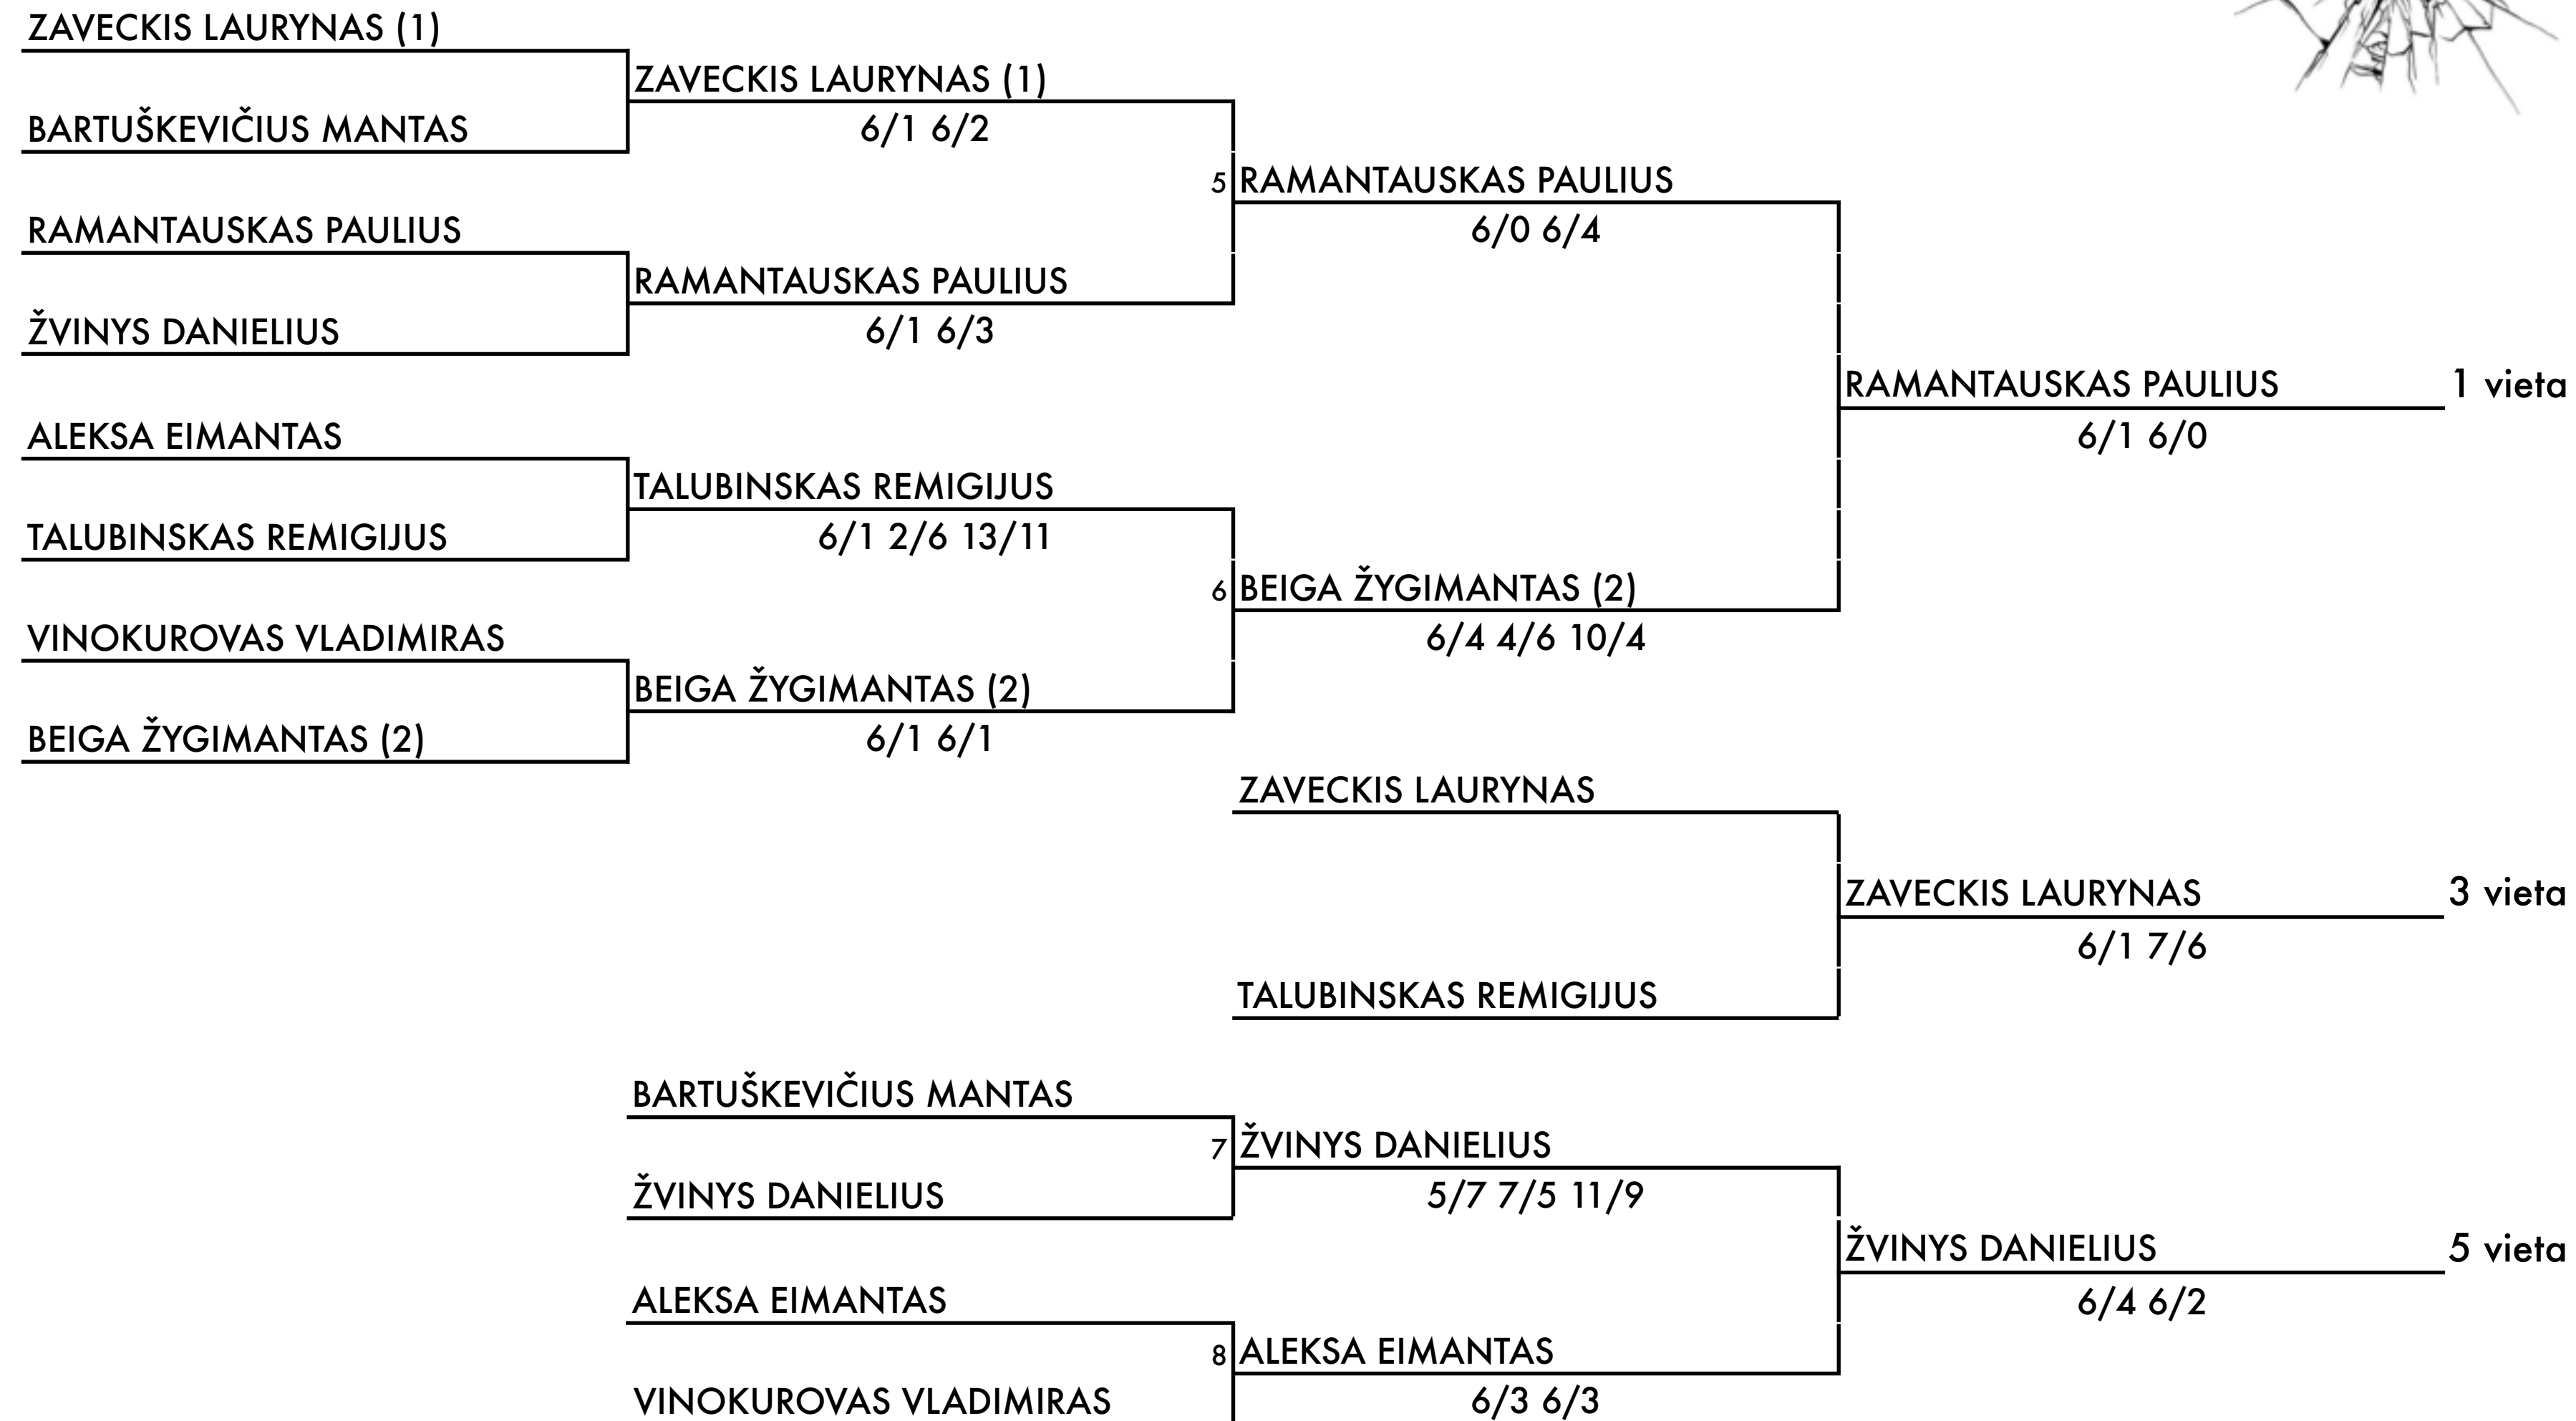 ZAVECKIS LAURYNAS (1)
ZAVECKIS LAURYNAS (1)
BARTUŠKEVIČIUS MANTAS
6/1 6/2
5 RAMANTAUSKAS PAULIUS
RAMANTAUSKAS PAULIUS
6/0 6/4
RAMANTAUSKAS PAULIUS
ŽVINYS DANIELIUS
6/1 6/3
RAMANTAUSKAS PAULIUS 1 vieta
ALEKSA EIMANTAS
6/1 6/0
TALUBINSKAS REMIGIJUS
TALUBINSKAS REMIGIJUS
6/1 2/6 13/11
6 BEIGA ŽYGIMANTAS (2)
VINOKUROVAS VLADIMIRAS
6/4 4/6 10/4
BEIGA ŽYGIMANTAS (2)
BEIGA ŽYGIMANTAS (2)
6/1 6/1
ZAVECKIS LAURYNAS
ZAVECKIS LAURYNAS 3 vieta
6/1 7/6
TALUBINSKAS REMIGIJUS
BARTUŠKEVIČIUS MANTAS
7 ŽVINYS DANIELIUS
ŽVINYS DANIELIUS
5/7 7/5 11/9
ŽVINYS DANIELIUS 5 vieta
ALEKSA EIMANTAS
6/4 6/2
8 ALEKSA EIMANTAS
VINOKUROVAS VLADIMIRAS
6/3 6/3